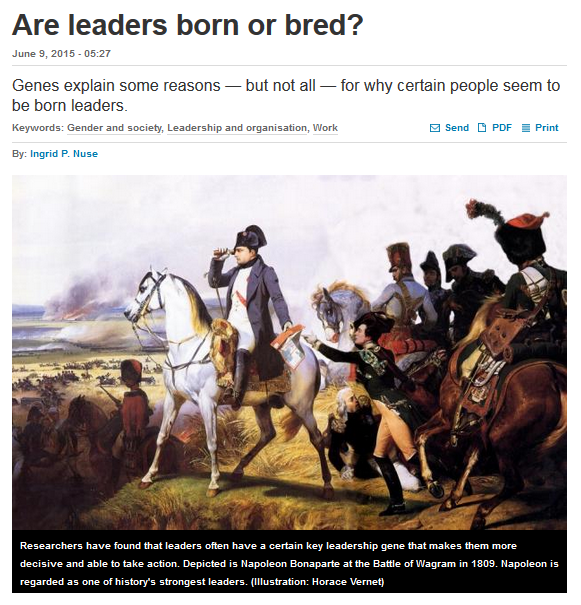 Are leaders born or bred?
June 9, 2015 - 05:27
Genes explain some reasons — but not all — for why certain people seem to
be born leaders.
Keywords: Gender and society, Leadership and organisation, Work
Send PDF Print
By: Ingrid P. Nuse
Researchers have found that leaders often have a certain key leadership gene that makes them more
decisive and able to take action. Depicted is Napoleon Bonaparte at the Battle of Wagram in 1809. Napoleon is
regarded as one of history's strongest leaders. (Illustration: Horace Vernet)